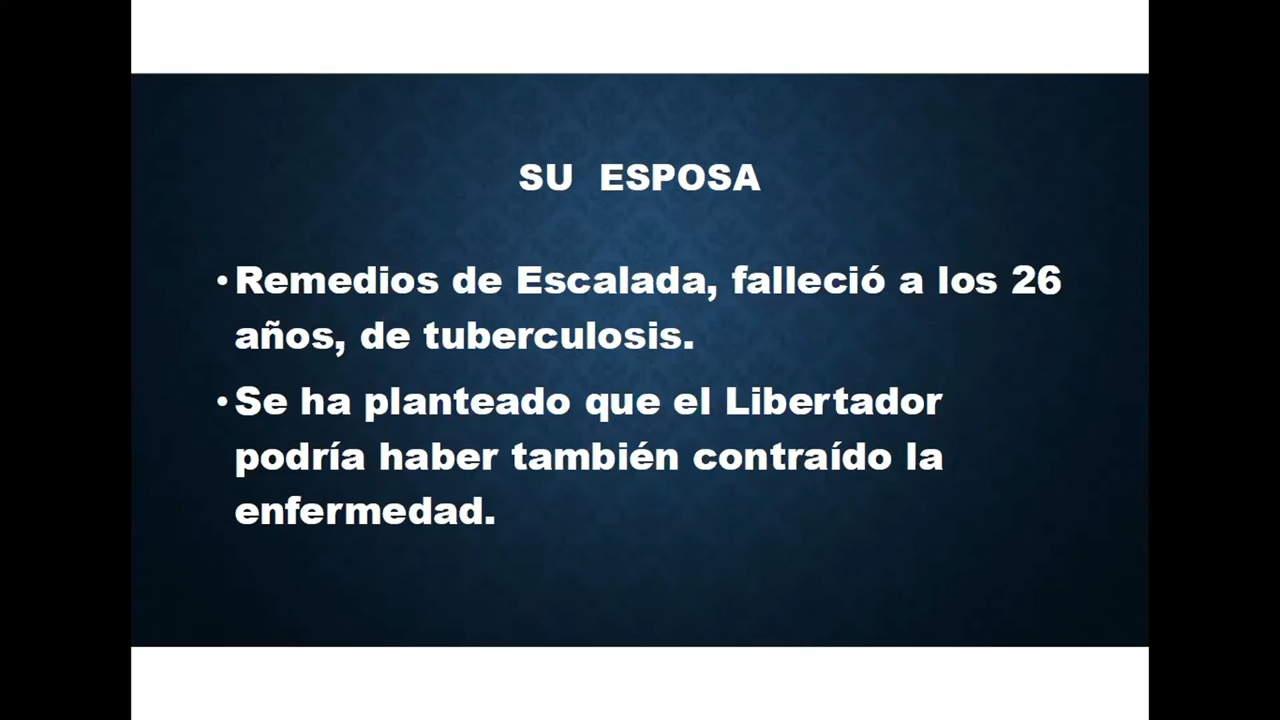 SU ESPOSA
• Remedios de Escalada, falleció a los 26
años, de tuberculosis.
• Se ha planteado que el Libertador
podría haber también contraído la
enfermedad.